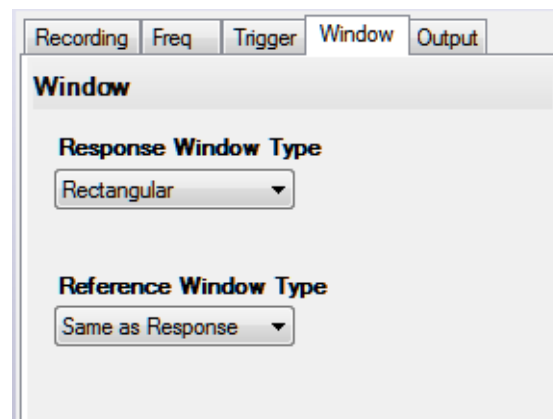 Recording Freq Trigger Window Output
Window
Response Window Type
Rectangular
Reference Window Type
Same as Response